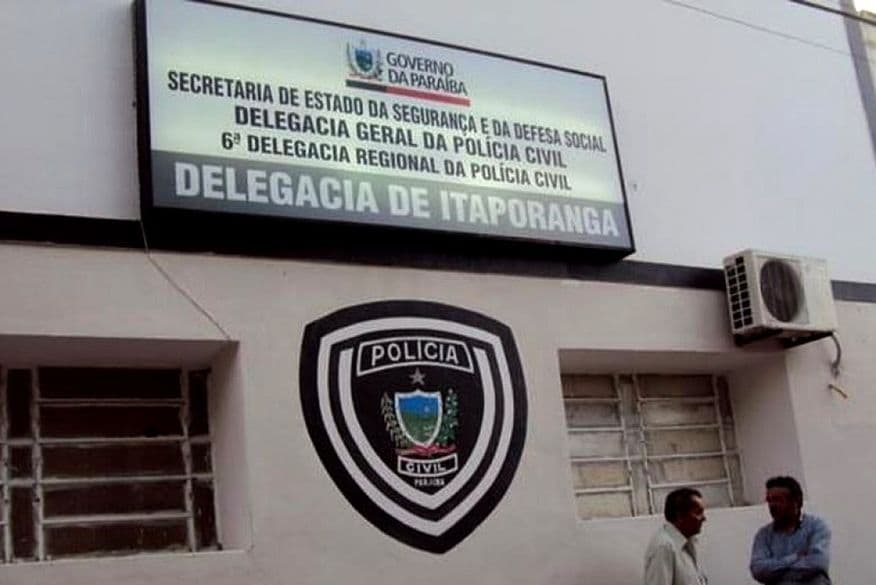 GOVERNO
DA PARAÍBA
SECRETARIA DE ESTADO DA SEGURANÇA E DA DEFESA SOCIAL
DELEGACIA GERAL DA POLÍCIA CIVIL
6ª DELEGACIA REGIONAL DA POLÍCIA CIVIL
DELEGACIA DE ITAPORANGA
POLÍCIA
CIVIL
PARAÍBA